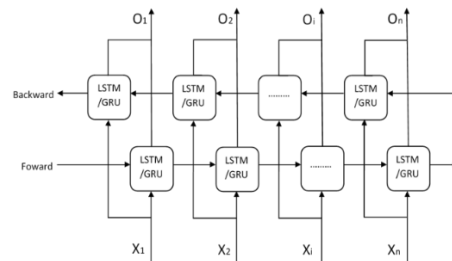 O1 O2 Oi On
Backward LSTM /GRU LSTM /GRU ......... LSTM /GRU
Foward LSTM /GRU LSTM /GRU ......... LSTM /GRU
X1 X2 Xi Xn